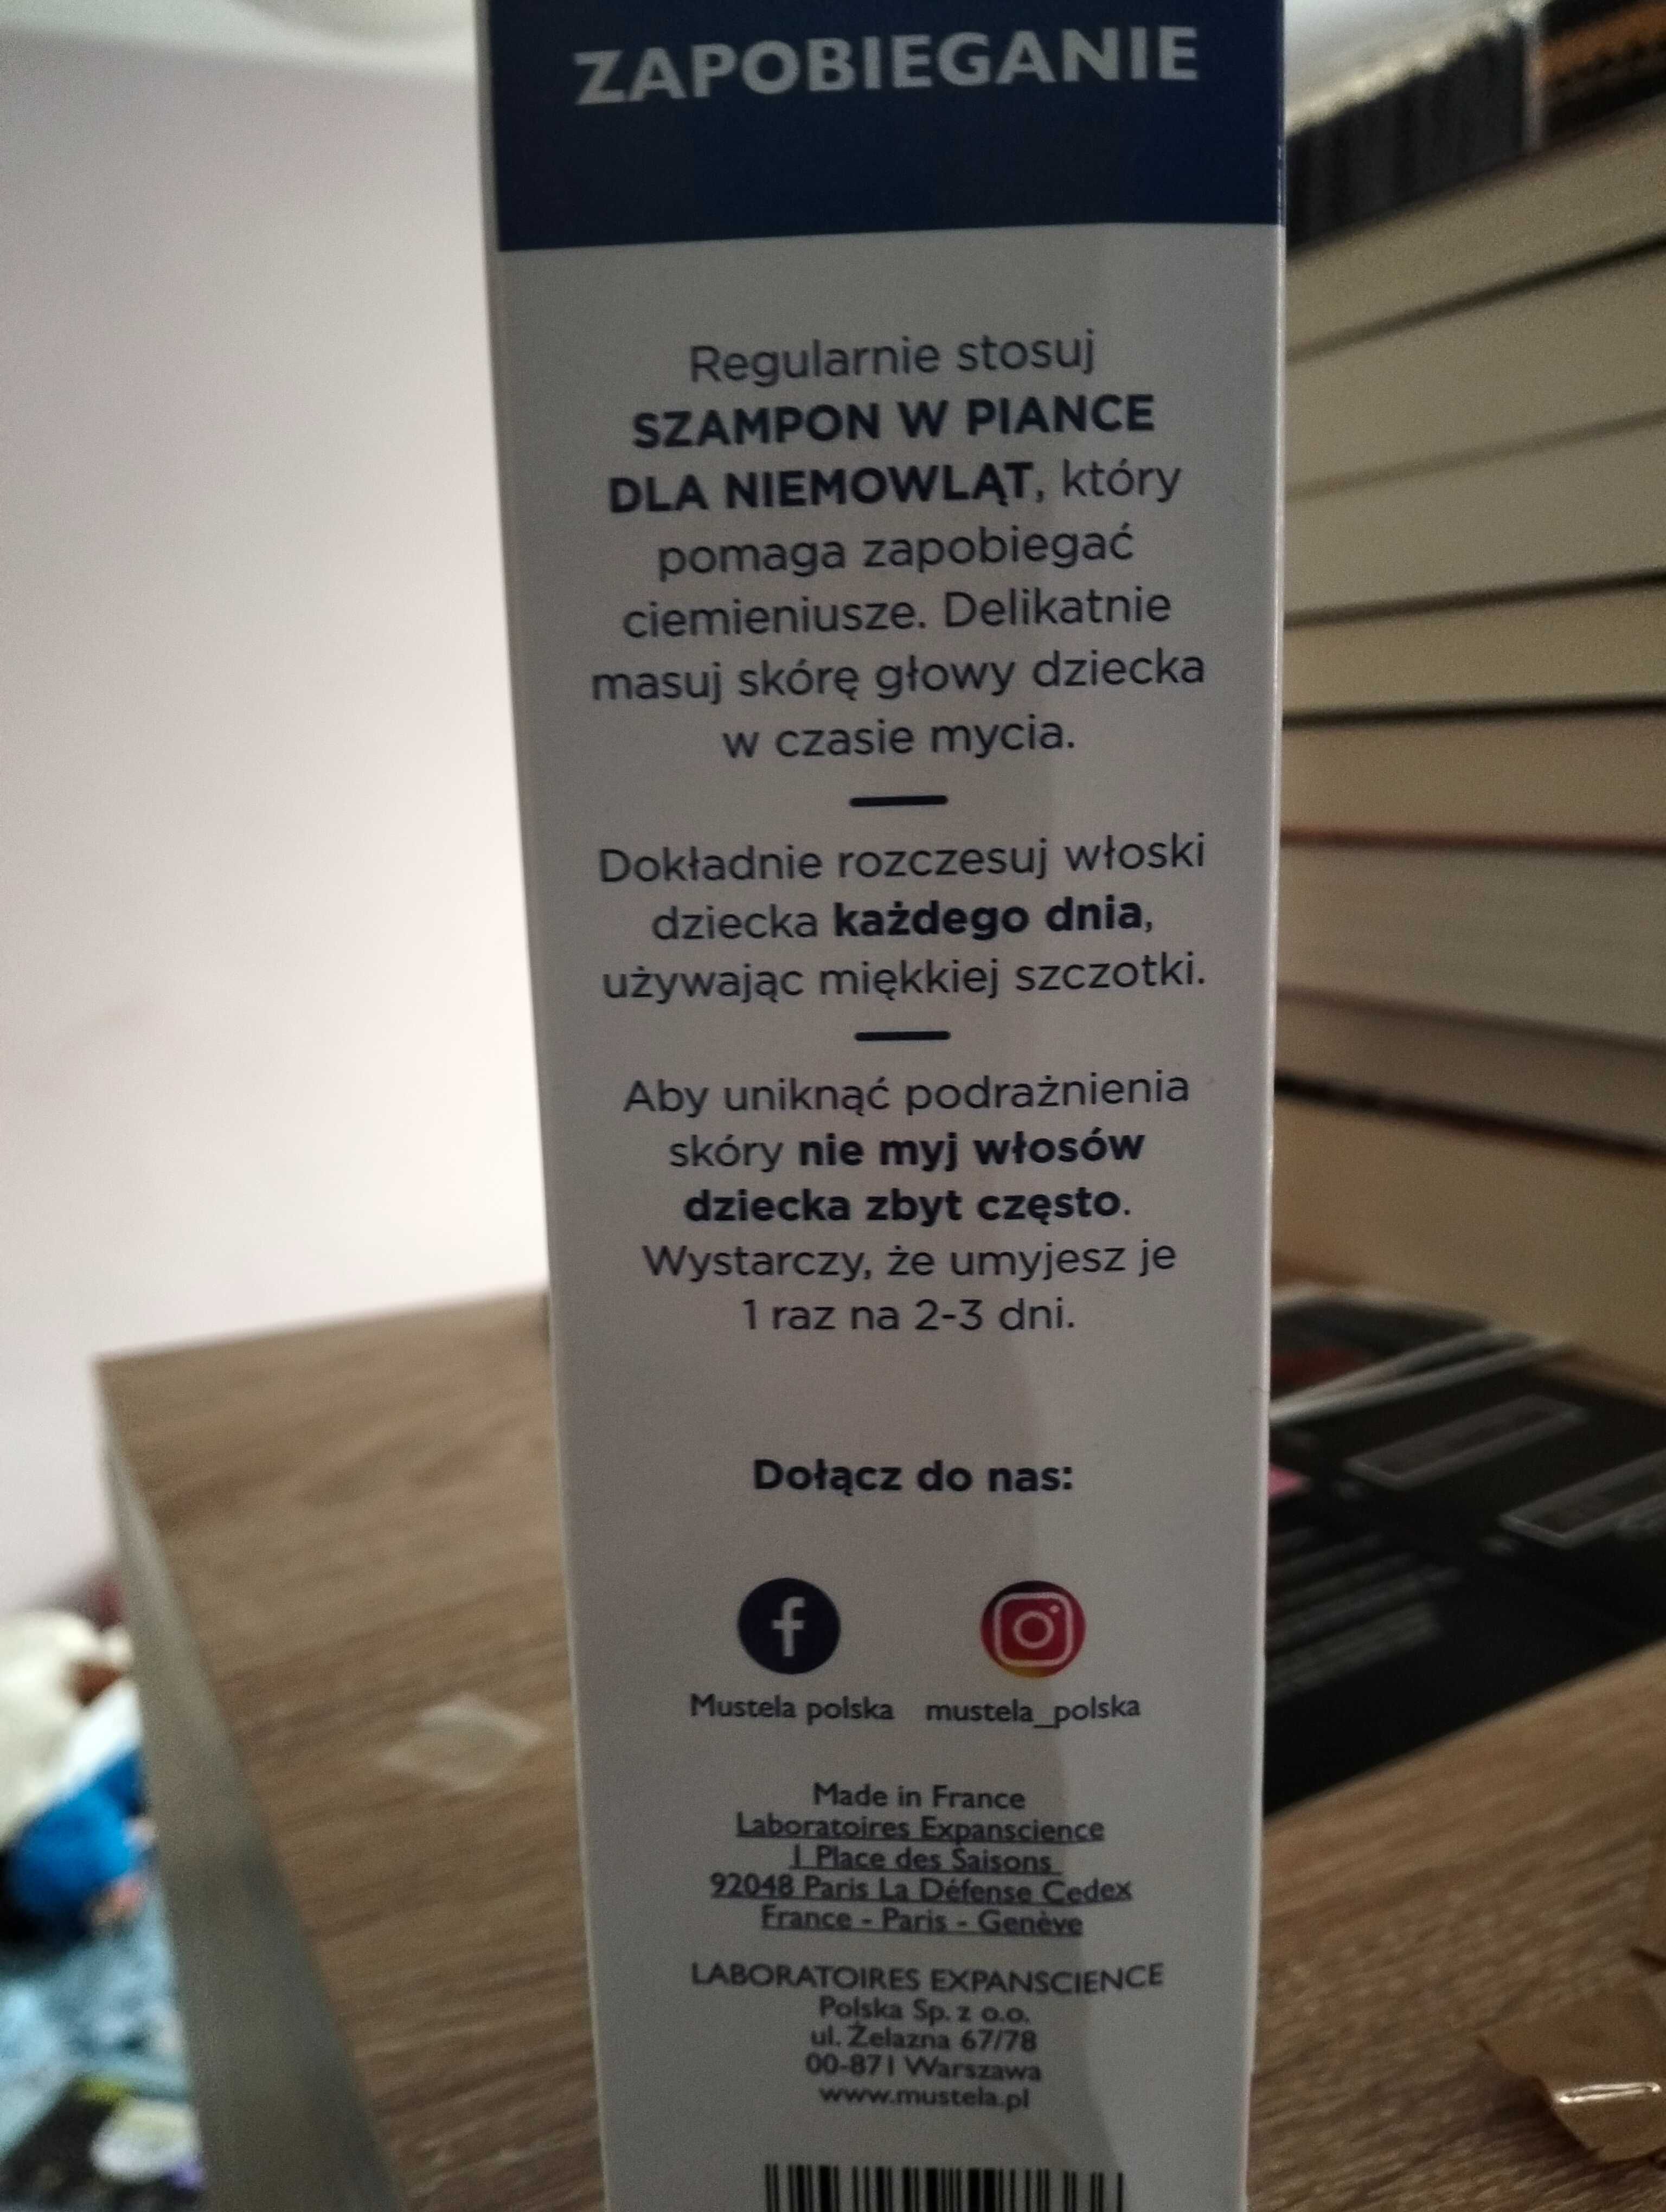 ZAPOBIEGANIE
Regularnie stosuj
SZAMPON W PIANCE
DLA NIEMOWLĄT, który
pomaga zapobiegać
ciemieniusze. Delikatnie
masuj skórę głowy dziecka
w czasie mycia.
Dokładnie rozczesuj włoski
dziecka każdego dnia,
używając miękkiej szczotki.
Aby uniknąć podrażnienia
skóry nie myj włosów
dziecka zbyt często.
Wystarczy, że umyjesz je
1 raz na 2-3 dni.
Dołącz do nas:
Mustela polska mustela_polska
Made in France
Laboratoires Expanscience
1 Place des Saisons
92048 Paris La Défense Cedex
France - Paris - Genève
LABORATOIRES EXPANSCIENCE
Polska Sp. z o.o.
ul. Żelazna 67/78
00-871 Warszawa
www.mustela.pl